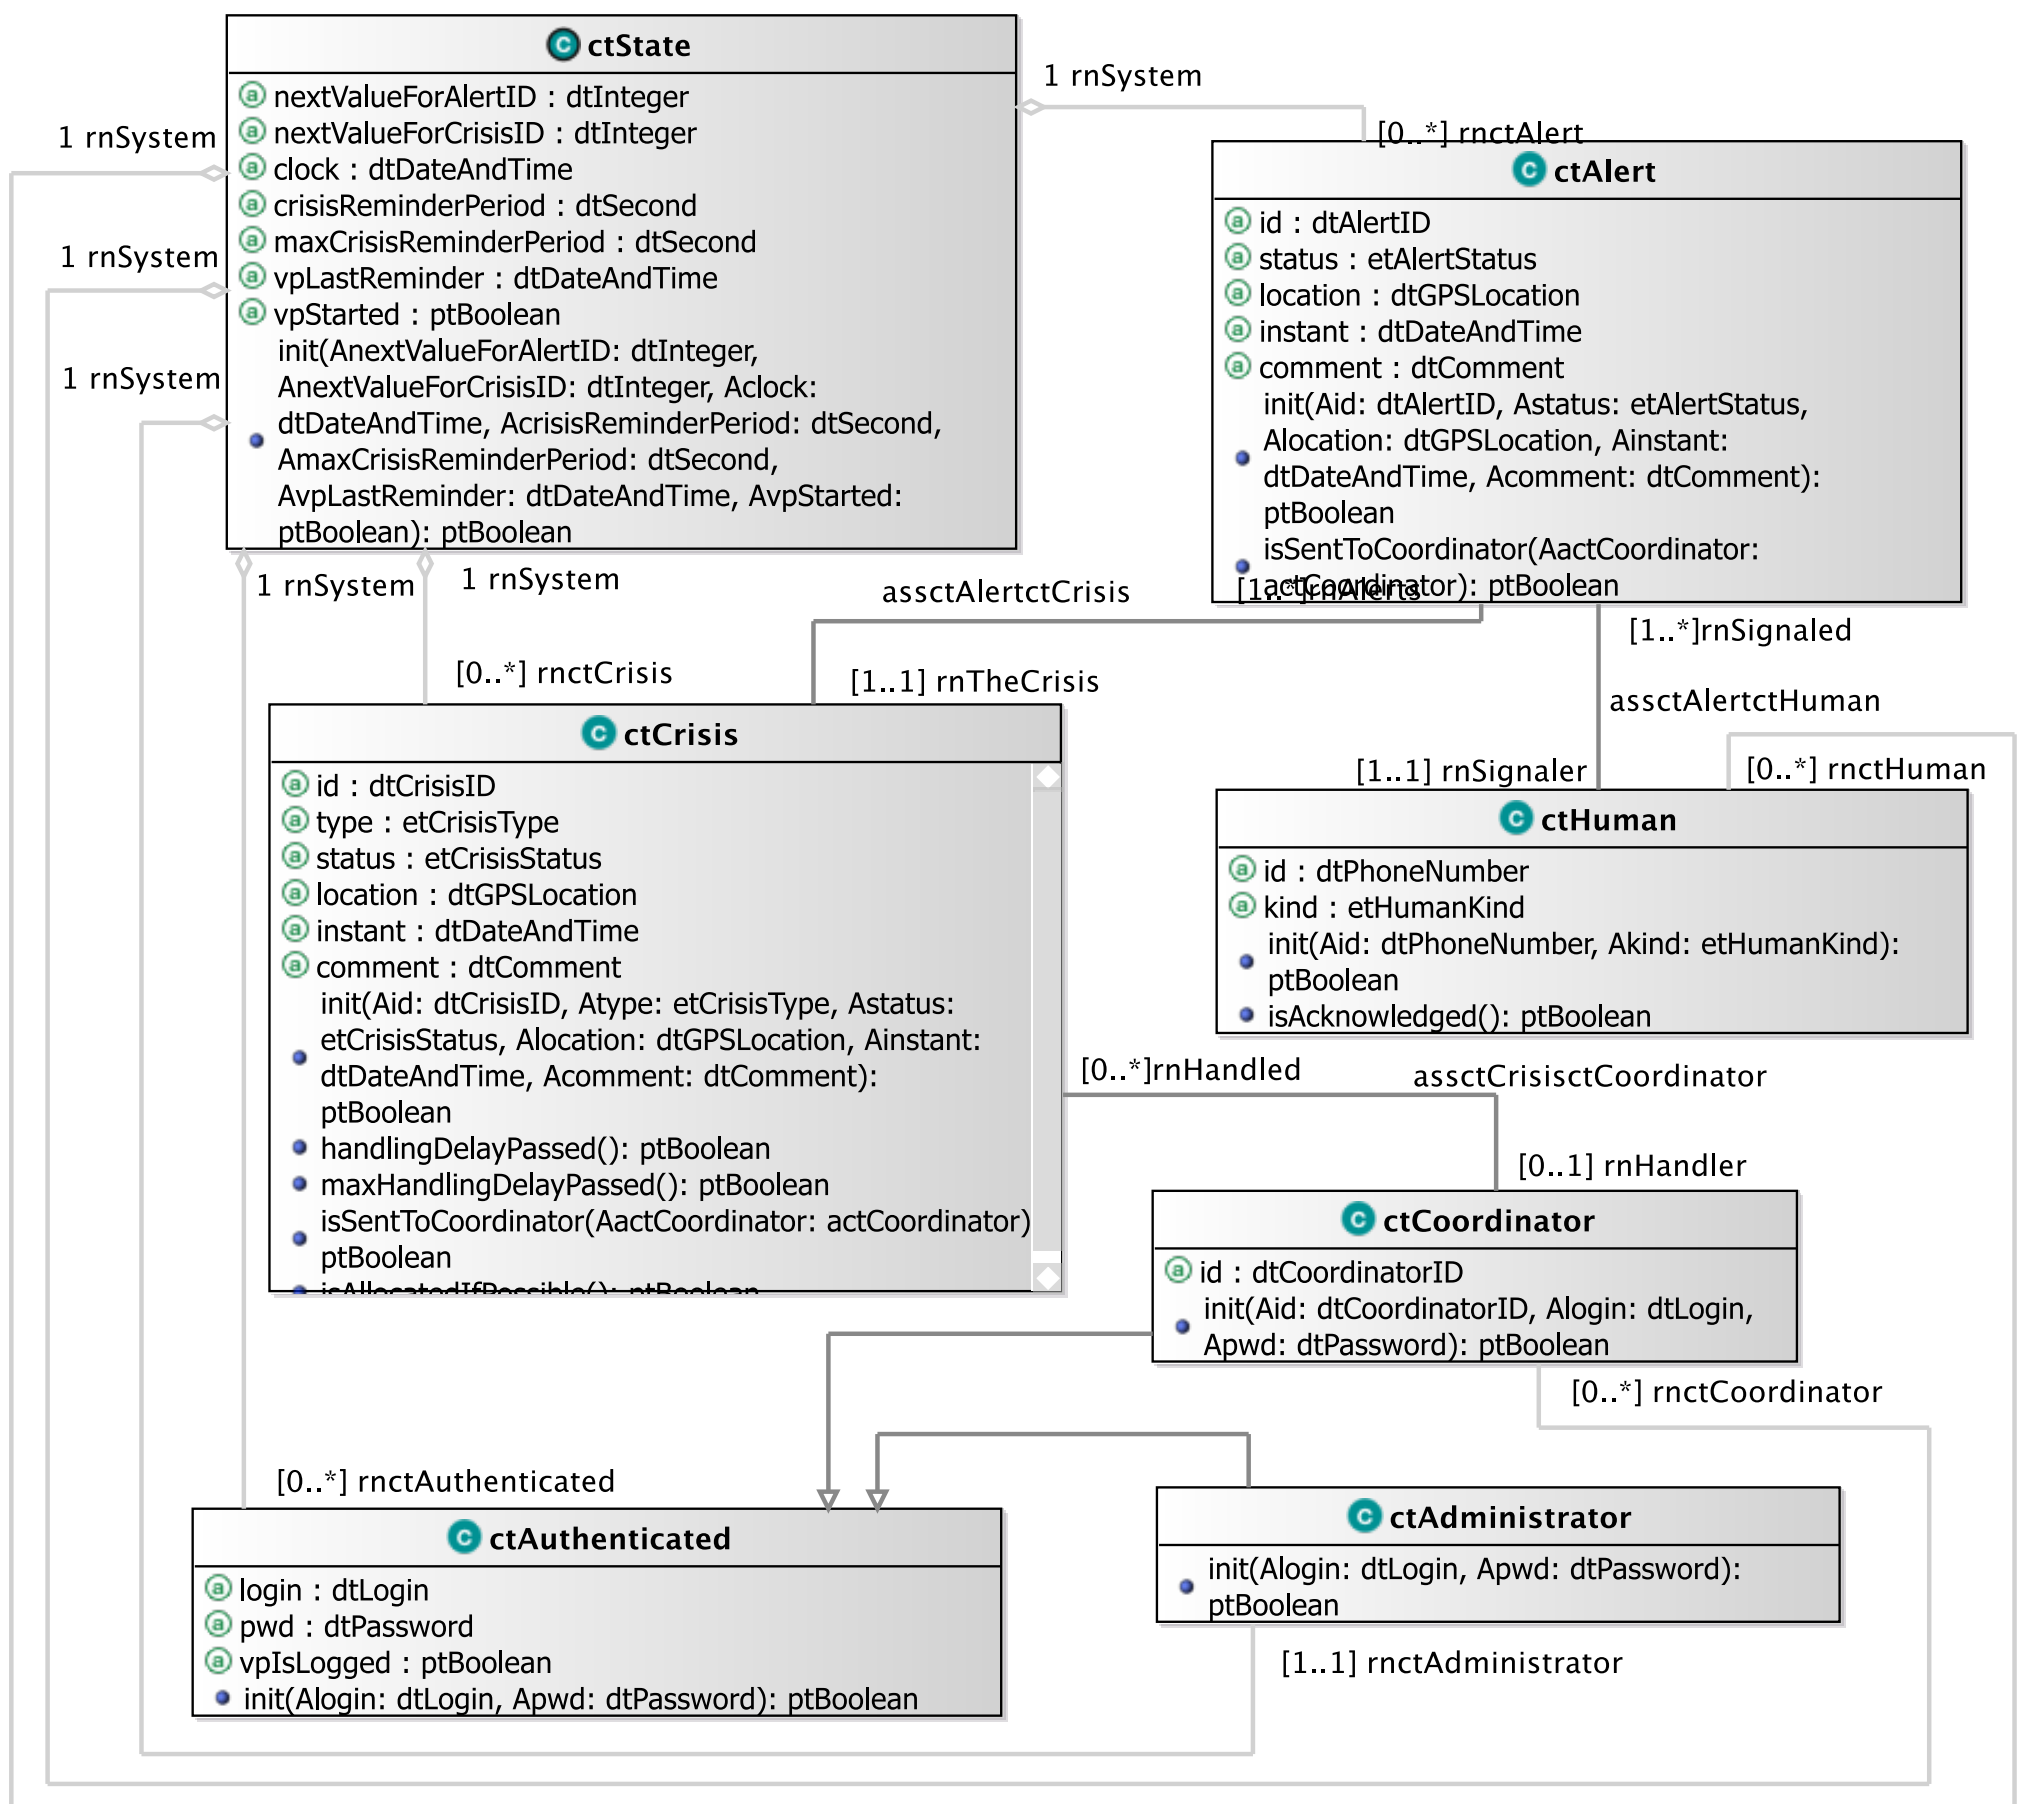 ctState
nextValueForAlertID : dtInteger
nextValueForCrisisID : dtInteger
clock : dtDateAndTime
crisisReminderPeriod : dtSecond
maxCrisisReminderPeriod : dtSecond
vpLastReminder : dtDateAndTime
vpStarted : ptBoolean
init(AnextValueForAlertID: dtInteger,
AnextValueForCrisisID: dtInteger, Aclock:
dtDateAndTime, AcrisisReminderPeriod: dtSecond,
AmaxCrisisReminderPeriod: dtSecond,
AvpLastReminder: dtDateAndTime, AvpStarted:
ptBoolean): ptBoolean
1 rnSystem
1 rnSystem
1 rnSystem
1 rnSystem
1 rnSystem
1 rnSystem
[0..*] rnctAlert
ctAlert
id : dtAlertID
status : etAlertStatus
location : dtGPSLocation
instant : dtDateAndTime
comment : dtComment
init(Aid: dtAlertID, Astatus: etAlertStatus,
Alocation: dtGPSLocation, Ainstant:
dtDateAndTime, Acomment: dtComment):
ptBoolean
isSentToCoordinator(AactCoordinator:
actCoordinator): ptBoolean
assctAlertctCrisis
[1..*]rnAlerts
[1..*]rnSignaled
[0..*] rnctCrisis
[1..1] rnTheCrisis
assctAlertctHuman
ctCrisis
id : dtCrisisID
type : etCrisisType
status : etCrisisStatus
location : dtGPSLocation
instant : dtDateAndTime
comment : dtComment
init(Aid: dtCrisisID, Atype: etCrisisType, Astatus:
etCrisisStatus, Alocation: dtGPSLocation, Ainstant:
dtDateAndTime, Acomment: dtComment):
ptBoolean
handlingDelayPassed(): ptBoolean
maxHandlingDelayPassed(): ptBoolean
isSentToCoordinator(AactCoordinator: actCoordinator)
ptBoolean
isAllocatedIfPossible(): ptBoolean
[1..1] rnSignaler
[0..*] rnctHuman
ctHuman
id : dtPhoneNumber
kind : etHumanKind
init(Aid: dtPhoneNumber, Akind: etHumanKind):
ptBoolean
isAcknowledged(): ptBoolean
[0..*]rnHandled
assctCrisisctCoordinator
[0..1] rnHandler
ctCoordinator
id : dtCoordinatorID
init(Aid: dtCoordinatorID, Alogin: dtLogin,
Apwd: dtPassword): ptBoolean
[0..*] rnctCoordinator
[0..*] rnctAuthenticated
ctAuthenticated
login : dtLogin
pwd : dtPassword
vpIsLogged : ptBoolean
init(Alogin: dtLogin, Apwd: dtPassword): ptBoolean
ctAdministrator
init(Alogin: dtLogin, Apwd: dtPassword):
ptBoolean
[1..1] rnctAdministrator